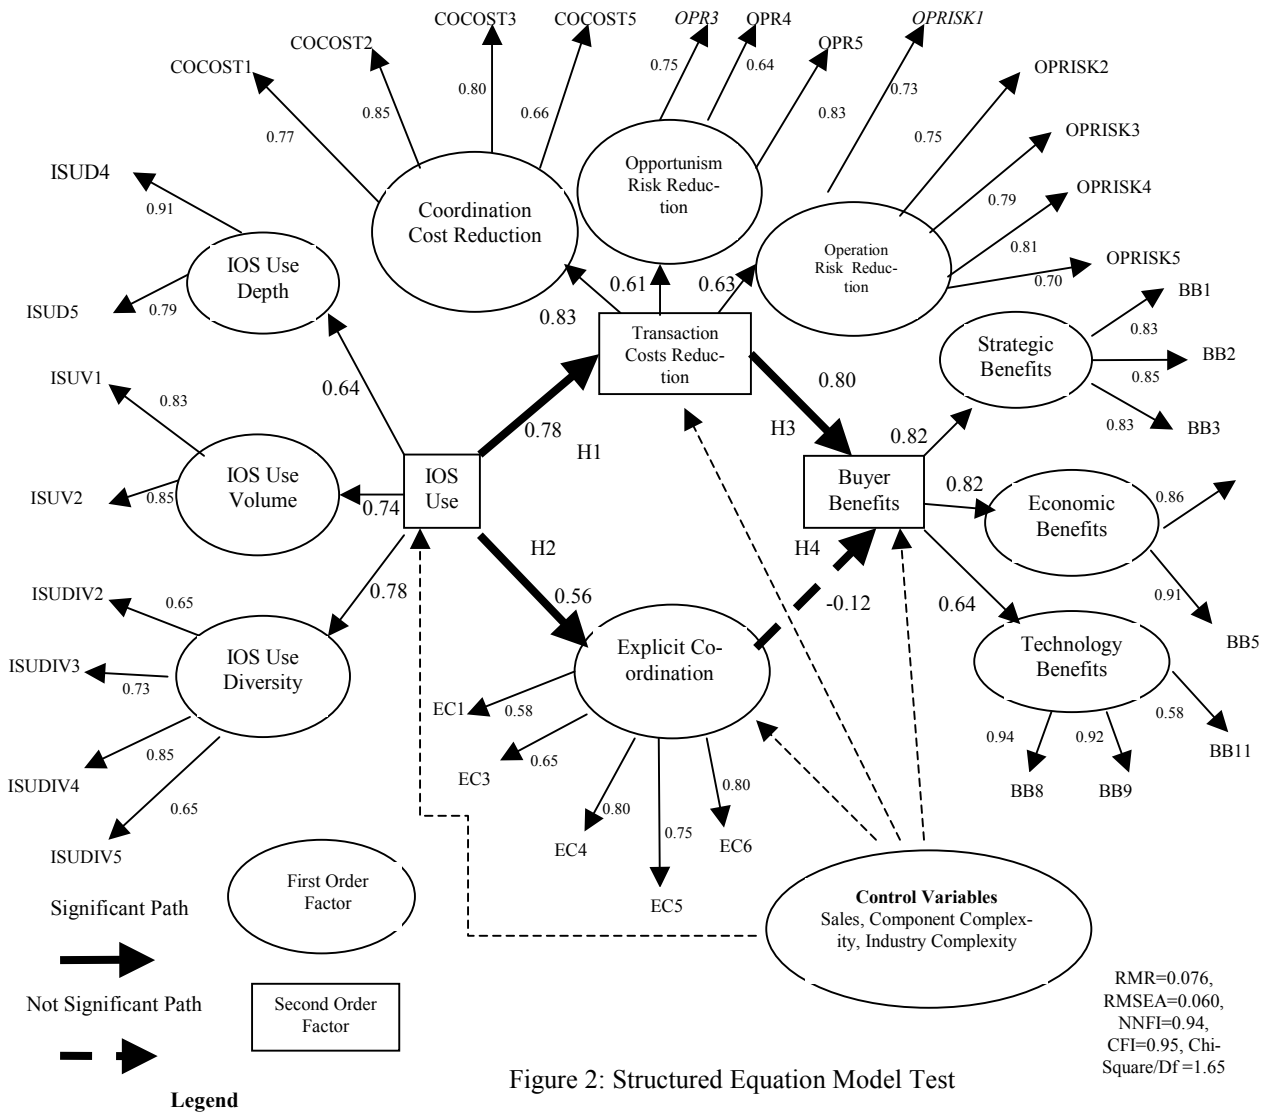 COCOST3
COCOST5
OPR3
OPR4
OPRISK1
COCOST2
OPR5
COCOST1
OPRISK2
0.75
0.64
0.80
0.85
0.66
0.83
0.73
0.77
0.75
OPRISK3
ISUD4
Opportunism
Risk Reduc-
tion
OPRISK4
0.91
Coordination
Cost Reduction
0.79
Operation
Risk Reduc-
tion
0.81
OPRISK5
0.70
IOS Use
Depth
0.61
0.63
BB1
ISUD5
0.79
0.83
0.83
Transaction
Costs Reduc-
tion
Strategic
Benefits
BB2
0.85
ISUV1
0.64
0.80
0.83
0.83
BB3
0.78
H1
H3
0.82
IOS Use
Volume
IOS
Use
Buyer
Benefits
0.82
ISUV2
0.85
0.74
Economic
Benefits
0.86
H2
H4
0.56
-0.12
0.64
0.91
BB5
ISUDIV2
0.65
0.78
ISUDIV3
0.73
IOS Use
Diversity
Explicit Co-
ordination
Technology
Benefits
EC1
0.58
0.58
0.94
0.92
BB11
ISUDIV4
0.85
EC3
0.65
0.80
BB8
BB9
0.65
0.80
0.75
EC4
EC6
ISUDIV5
EC5
First Order
Factor
Control Variables
Sales, Component Complex-
ity, Industry Complexity
Significant Path
Not Significant Path
Second Order
Factor
RMR=0.076,
RMSEA=0.060,
NNFI=0.94,
CFI=0.95, Chi-
Square/Df =1.65
Figure 2: Structured Equation Model Test
Legend